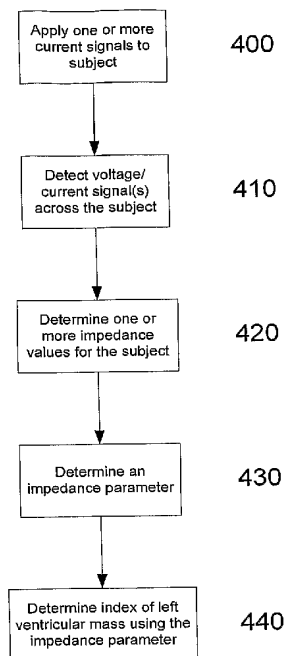 Apply one or more
current signals to
subject
400
Detect voltage/
current signal(s)
across the subject
410
Determine one or
more impedance
values for the subject
420
Determine an
impedance parameter
430
Determine index of left
ventricular mass using the
impedance parameter
440